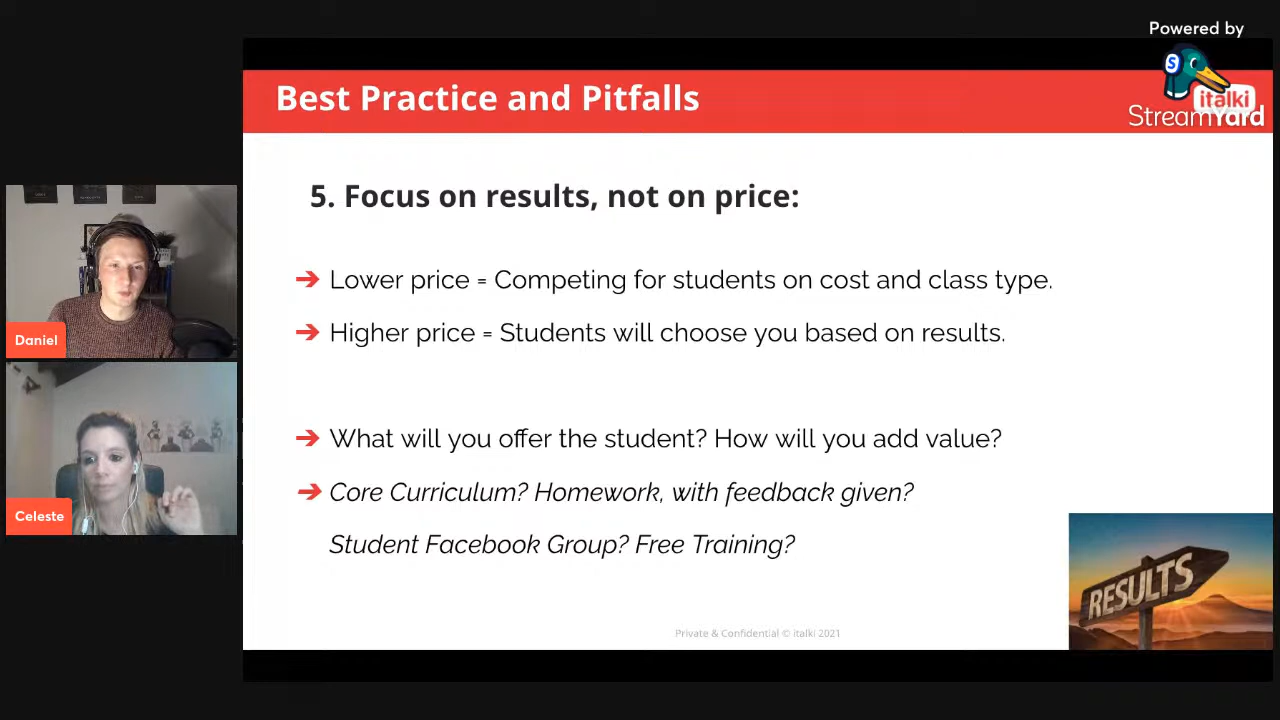 Powered by
S
italki
StreamYard
Best Practice and Pitfalls
5. Focus on results, not on price:
➔ Lower price = Competing for students on cost and class type.
➔ Higher price = Students will choose you based on results.
➔ What will you offer the student? How will you add value?
➔ Core Curriculum? Homework, with feedback given?
Student Facebook Group? Free Training?
Daniel
Celeste
RESULTS
Private & Confidential © italki 2021